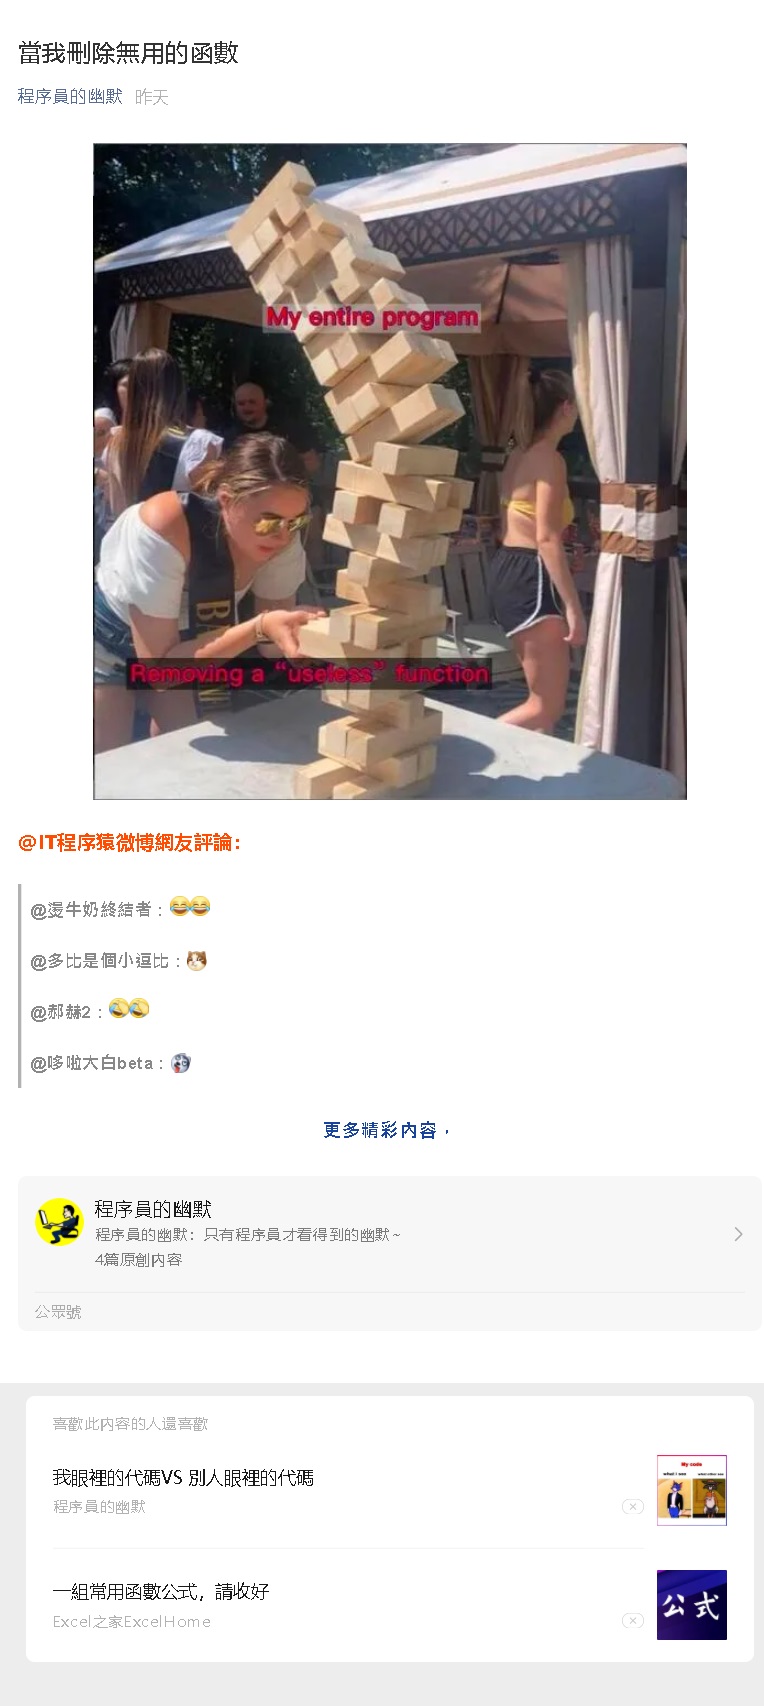 當我刪除無用的函數
程序員的幽默 昨天
My entire program
Removing a “useless” function
@IT程序猿微博網友評論：
@燙牛奶終結者：
@多比是個小逗比：
@郝赫2：
@哆啦大白beta：
更多精彩內容，
程序員的幽默
程序員的幽默：只有程序員才看得到的幽默~
4篇原創内容
公眾號
喜歡此内容的人還喜歡
我眼裡的代碼VS 別人眼裡的代碼
程序員的幽默
My code
what I see
一組常用函數公式，請收好
Excel之家ExcelHome
公式